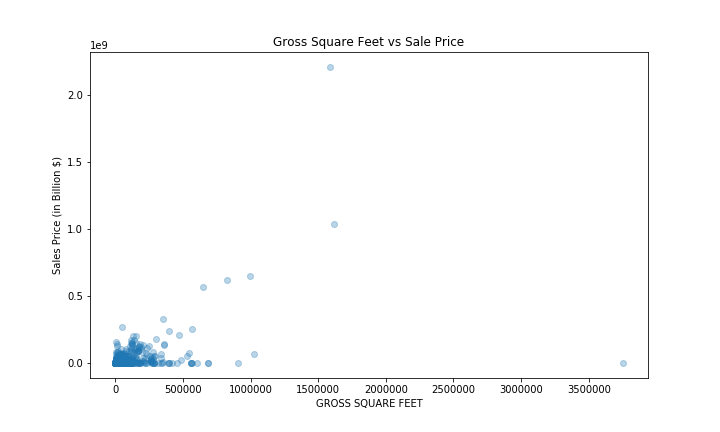 Gross Square Feet vs Sale Price
1e9
2.0
1.5
1.0
0.5
0.0
Sales Price (in Billion $)
0 500000 1000000 1500000 2000000 2500000 3000000 3500000
GROSS SQUARE FEET